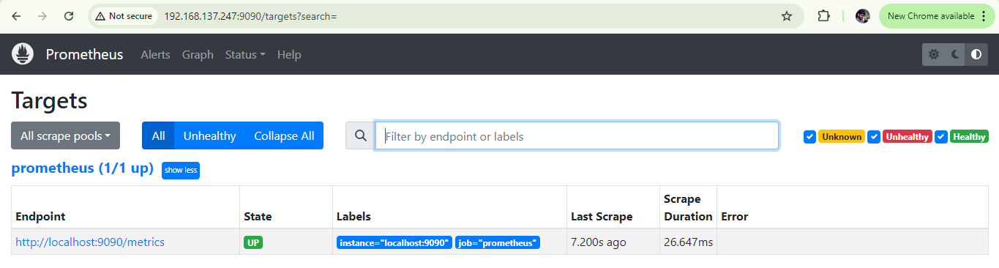 Not secure 192.168.137.247:9090/targets?search= New Chrome available
Prometheus Alerts Graph Status Help
Targets
All scrape pools All Unhealthy Collapse All Filter by endpoint or labels Unknown Unhealthy Healthy
prometheus (1/1 up) show less
Endpoint State Labels Last Scrape Scrape Duration Error
http://localhost:9090/metrics UP instance="localhost:9090" job="prometheus" 7.200s ago 26.647ms